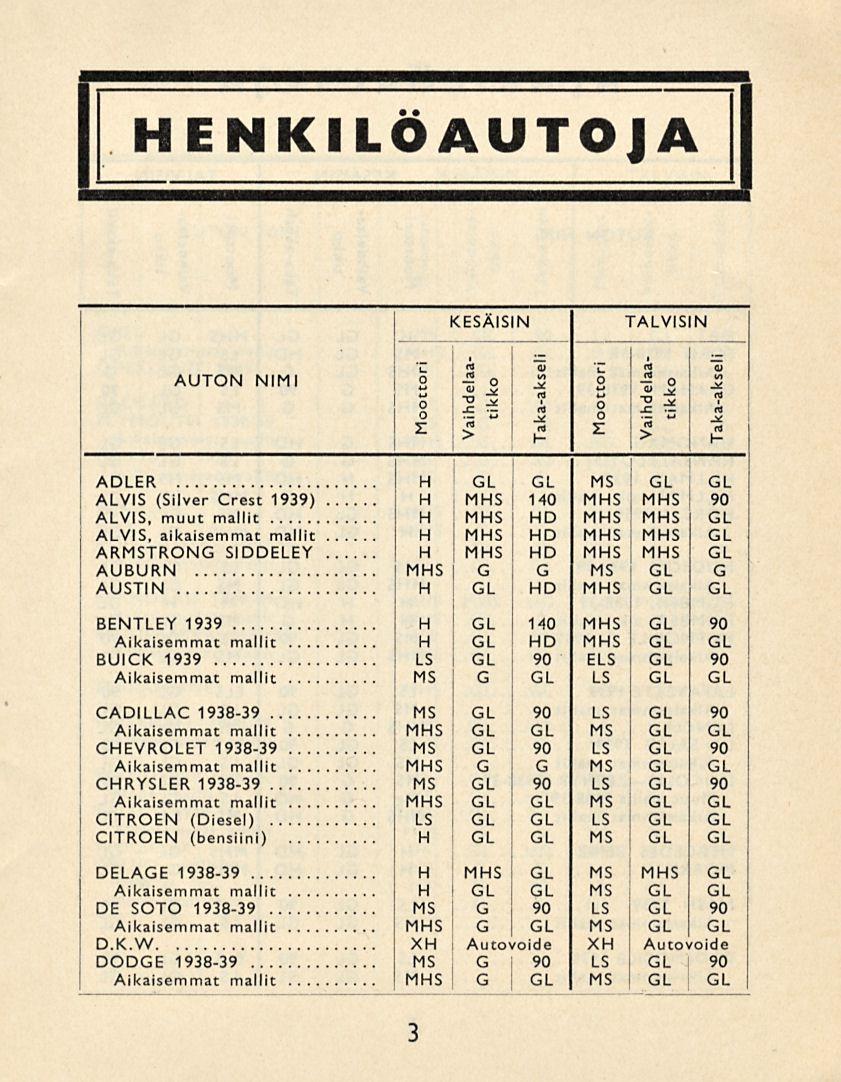 HENKILÖAUTOJA
AUTON NIMI KESÄISIN TALVISIN
Moottori Vaihdelaa-tikko Taka-akseli Moottori Vaihdelaa-tikko Taka-akseli
ADLER ...................... H GL GL MS GL GL
ALVIS (Silver Crest 1939) ...... H MHS 140 MHS MHS 90
ALVIS, muut mallit ............ H MHS HD MHS MHS GL
ALVIS, aikaisemmat mallit ...... H MHS HD MHS MHS GL
ARMSTRONG SIDDELEY ...... H MHS HD MHS MHS GL
AUBURN .................... MHS G G MS GL G
AUSTIN ...................... H GL HD MHS GL GL
BENTLEY 1939 ................ H GL 140 MHS GL 90
Aikaisemmat mallit .......... H GL HD MHS GL GL
BUICK 1939 .................. LS GL 90 ELS GL 90
Aikaisemmat mallit .......... MS G GL LS GL GL
CADILLAC 1938-39 ............ MS GL 90 LS GL 90
Aikaisemmat mallit .......... MHS GL GL MS GL GL
CHEVROLET 1938-39 .......... MS GL 90 LS GL 90
Aikaisemmat mallit .......... MHS G G MS GL GL
CHRYSLER 1938-39 ............ MS GL 90 LS GL 90
Aikaisemmat mallit .......... MHS GL GL MS GL GL
CITROEN (Diesel) ............ LS GL GL LS GL GL
CITROEN (bensiini) .......... H GL GL MS GL GL
DELAGE 1938-39 .............. H MHS GL MS MHS GL
Aikaisemmat mallit .......... H GL GL MS GL GL
DE SOTO 1938-39 ............ MS G 90 LS GL 90
Aikaisemmat mallit .......... MHS G GL MS GL GL
D.K.W. ...................... XH Autovoide XH Autovoide
DODGE 1938-39 .............. MS G 90 LS GL 90
Aikaisemmat mallit .......... MHS G GL MS GL GL
3